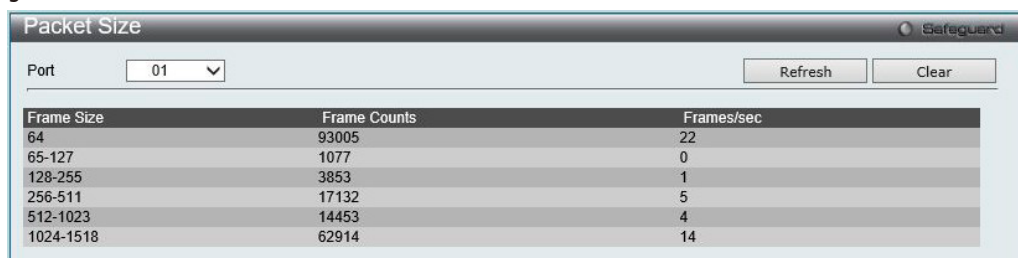 Packet Size
Safeguard
Port 01 Refresh Clear
Frame Size Frame Counts Frames/sec
64 93005 22
65-127 1077 0
128-255 3853 1
256-511 17132 5
512-1023 14453 4
1024-1518 62914 14